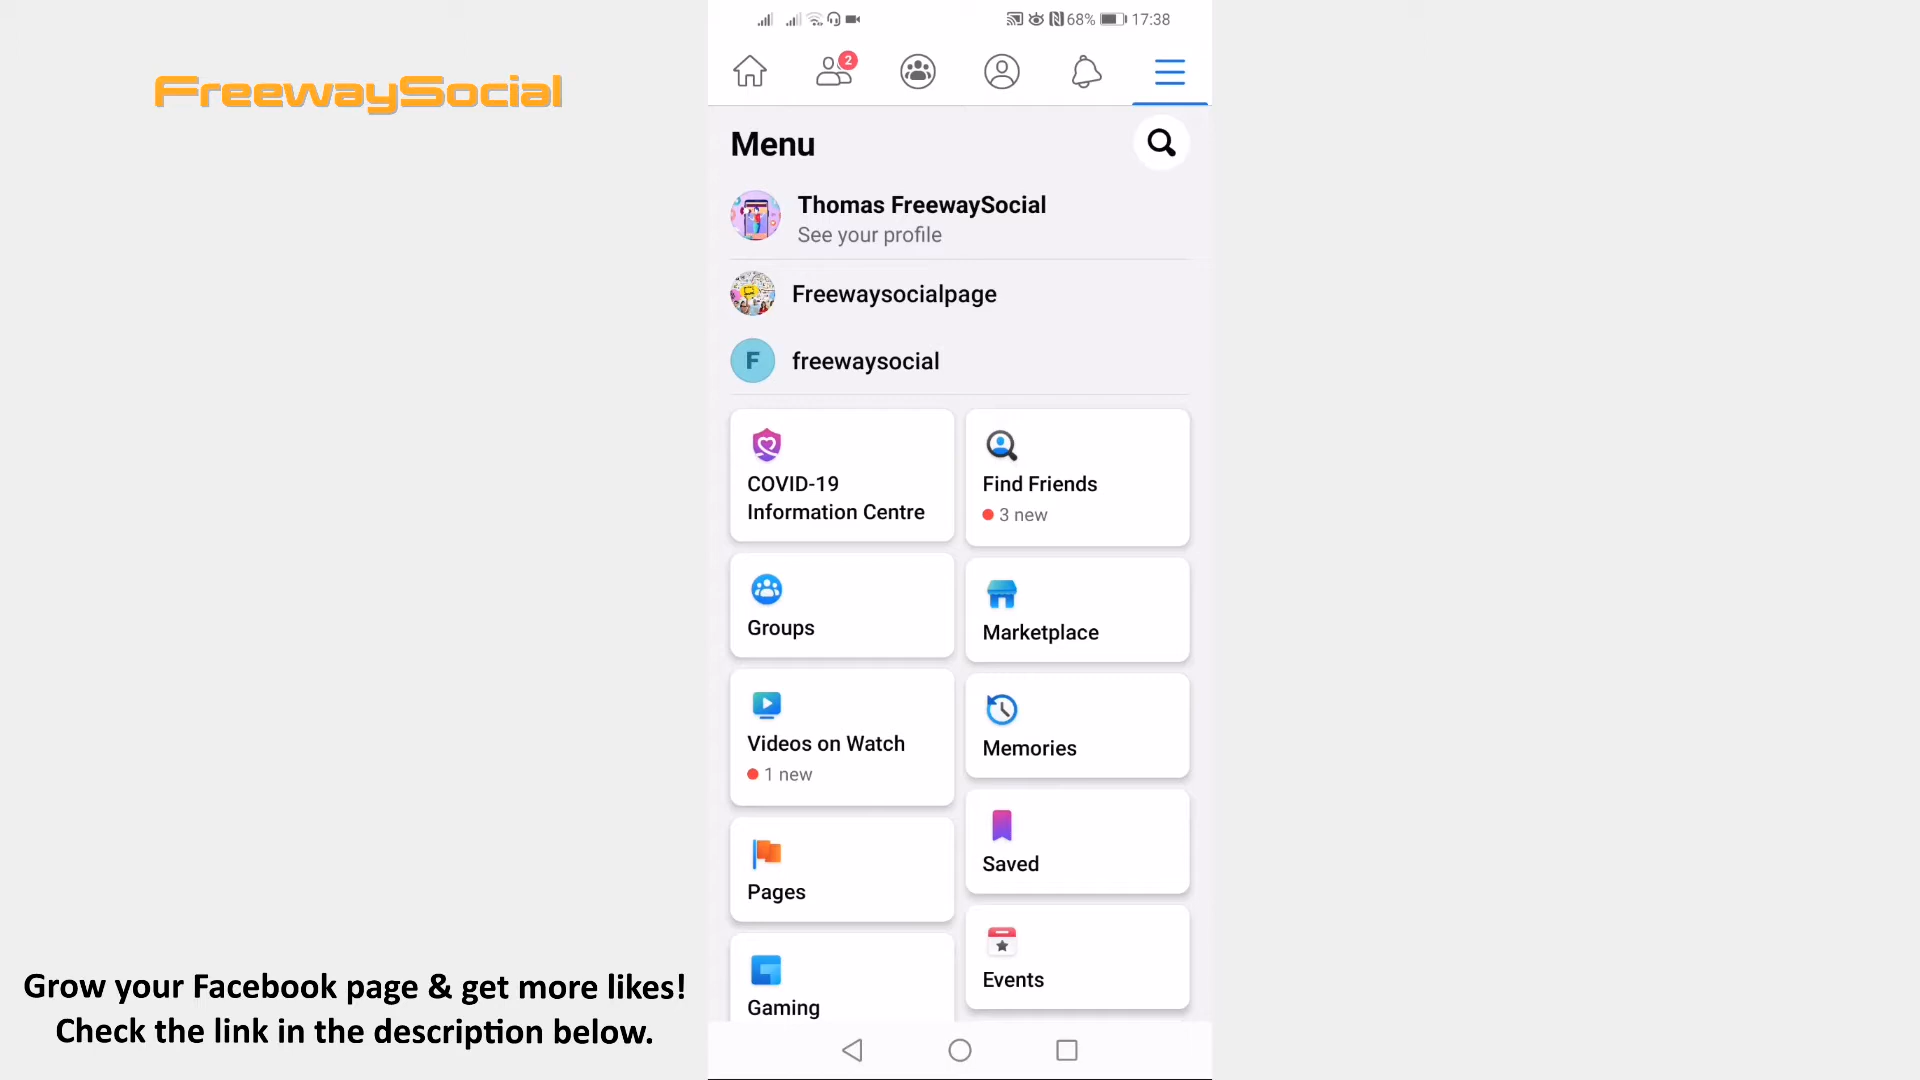 68% 17:38
FreewaySocial
2
Menu
Thomas FreewaySocial
See your profile
Freewaysocialpage
F freewaysocial
COVID-19
Information Centre
Find Friends
3 new
Groups
Marketplace
Videos on Watch
1 new
Memories
Pages
Saved
Gaming
Events
Grow your Facebook page & get more likes!
Check the link in the description below.